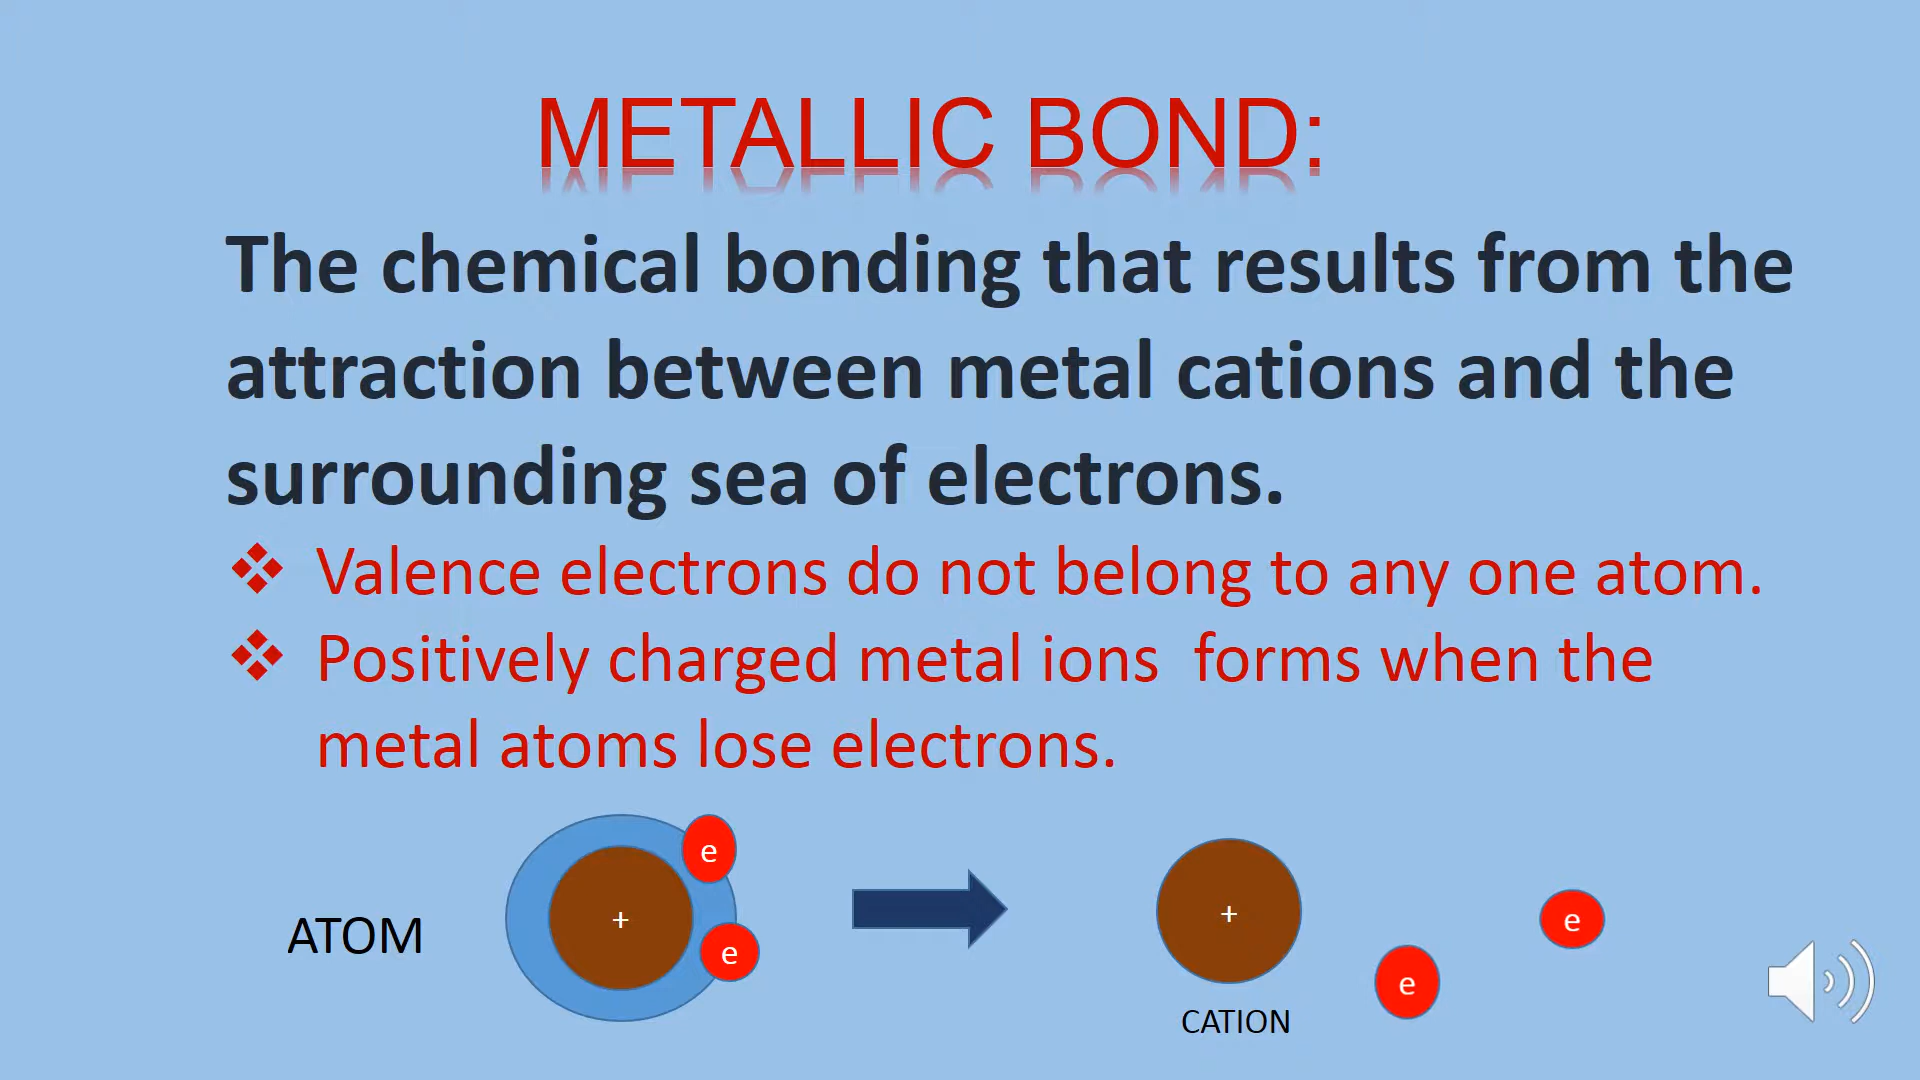 METALLIC BOND:
The chemical bonding that results from the
attraction between metal cations and the
surrounding sea of electrons.
❖ Valence electrons do not belong to any one atom.
❖ Positively charged metal ions  forms when the
metal atoms lose electrons.
ATOM
+
e
e
+
CATION
e
e